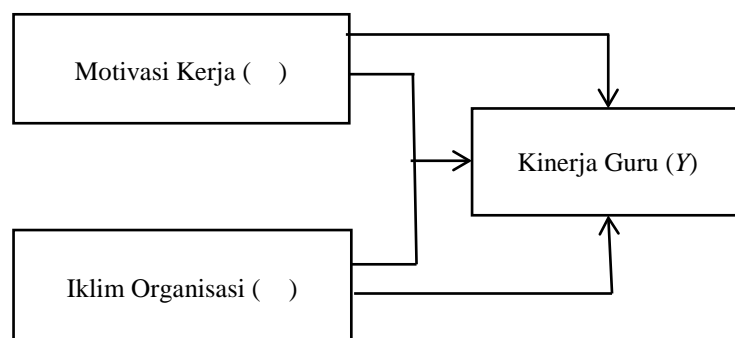 Motivasi Kerja ( )
Kinerja Guru (Y)
Iklim Organisasi ( )